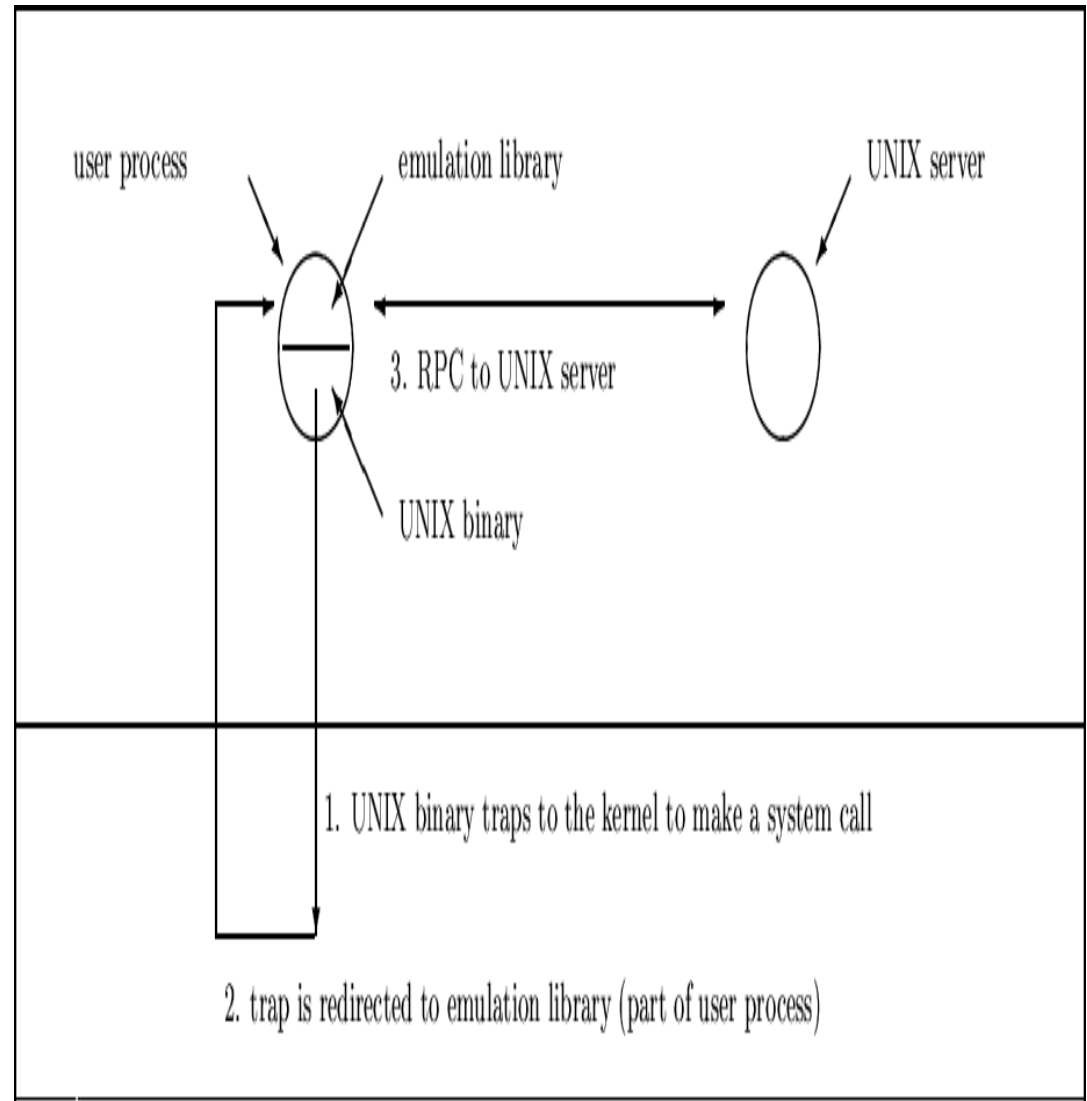 user process
emulation library
UNIX server
3. RPC to UNIX server
UNIX binary
1. UNIX binary traps to the kernel to make a system call
2. trap is redirected to emulation library (part of user process)